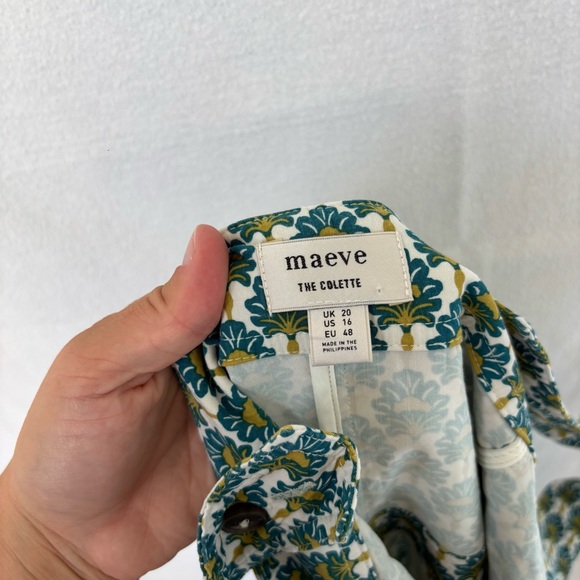 maeve
THE COLETTE
UK 20
US 16
EU 48
MADE IN THE
PHILIPPINES